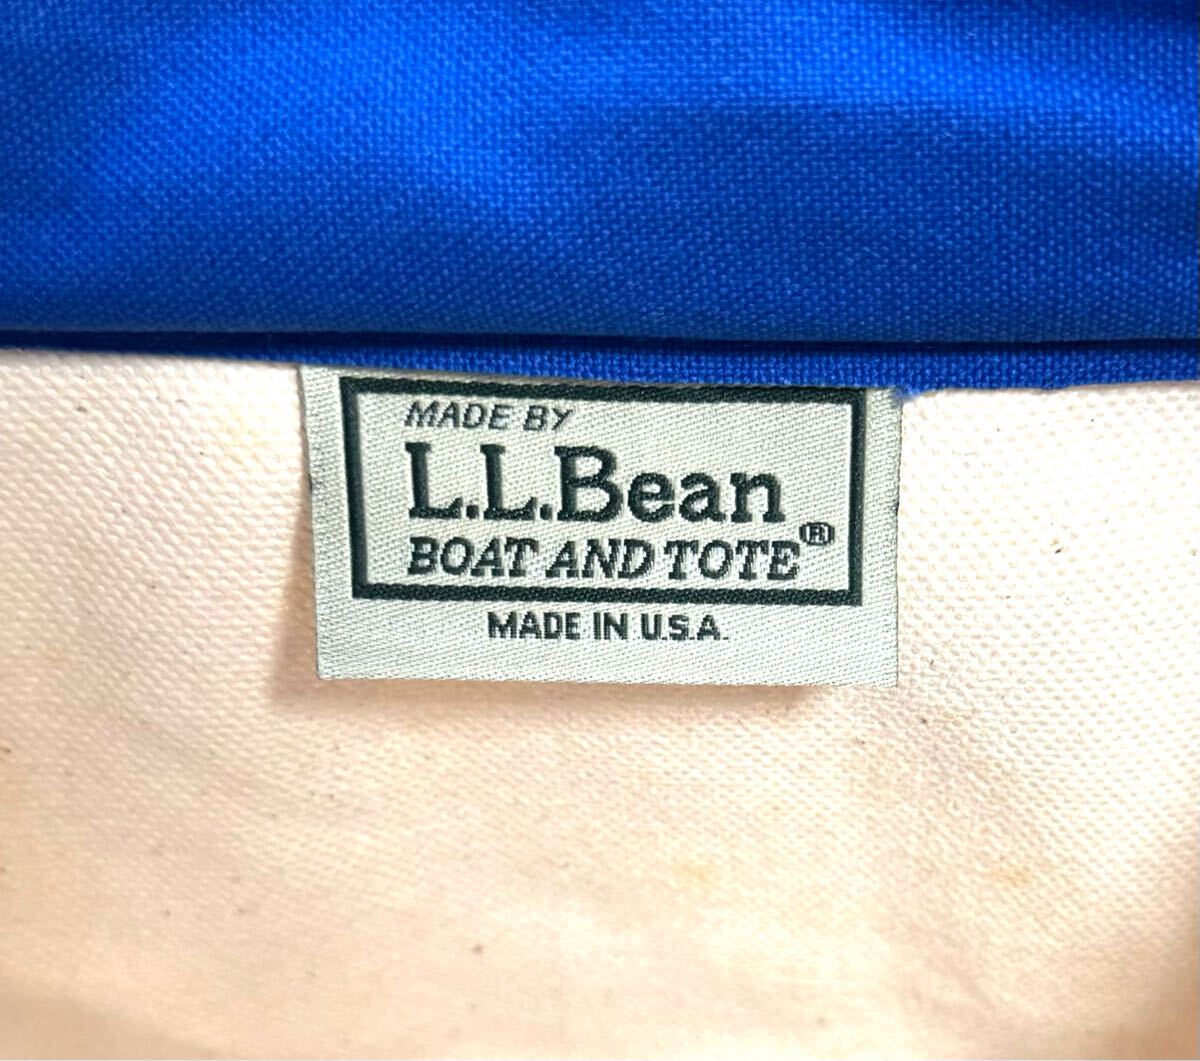 MADE BY
L.L.Bean
BOAT AND TOTE®
MADE IN U.S.A.